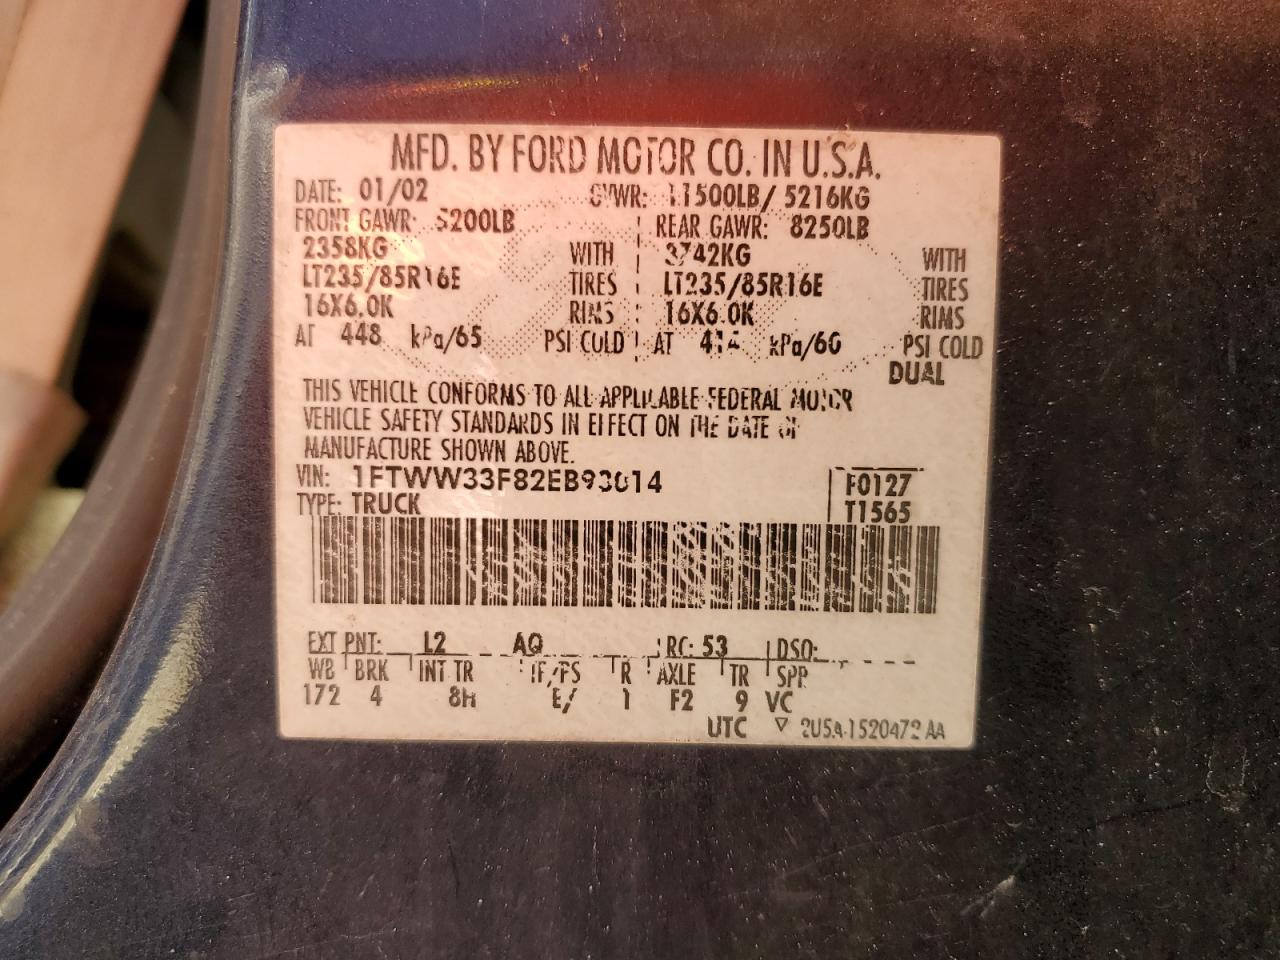 MFD. BY FORD MOTOR CO. IN U.S.A.
DATE: 01/02 GVWR: 11500LB/ 5216KG
FRONT GAWR: 5200LB REAR GAWR: 8250LB
2358KG WITH 3742KG WITH
LT235/85R16E TIRES LT235/85R16E TIRES
16X6.0K RIMS 16X6.0K RIMS
AT 448 kPa/65 PSI COLD AT 414 kPa/60 PSI COLD
DUAL
THIS VEHICLE CONFORMS TO ALL APPLICABLE FEDERAL MOTOR
VEHICLE SAFETY STANDARDS IN EFFECT ON THE DATE OF
MANUFACTURE SHOWN ABOVE.
VIN: 1FTWW33F82EB93014 F0127
TYPE: TRUCK T1565
EXT PNT: L2 AQ RC: 53 DSO:
WB BRK INT TR TP/PS R AXLE TR SPR
172 4 8H E/ 1 F2 9 VC
UTC ▽ 2U5A-1520472 AA